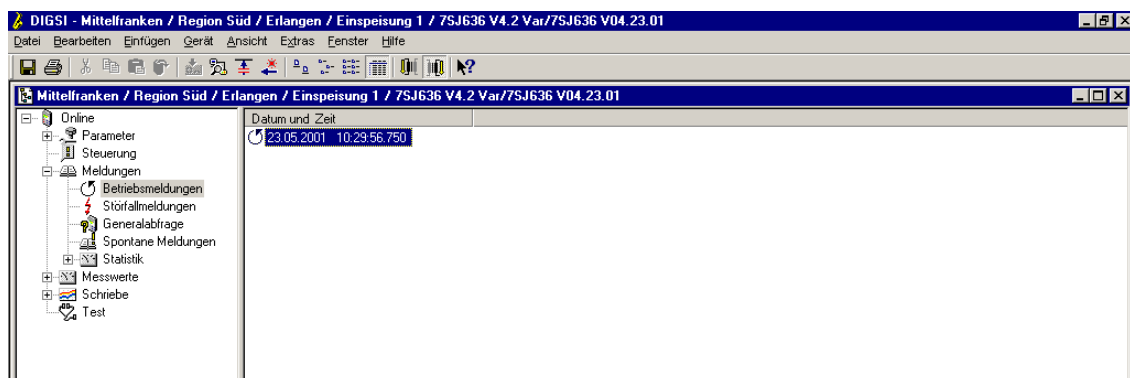 DIGSI - Mittelfranken / Region Süd / Erlangen / Einspeisung 1 / 7SJ636 V4.2 Var/7SJ636 V04.23.01
Datei Bearbeiten Einfügen Gerät Ansicht Extras Fenster Hilfe
Mittelfranken / Region Süd / Erlangen / Einspeisung 1 / 7SJ636 V4.2 Var/7SJ636 V04.23.01
Online
Parameter
Steuerung
Meldungen
Betriebsmeldungen
Störfallmeldungen
Generalabfrage
Spontane Meldungen
Statistik
Messwerte
Schriebe
Test
Datum und Zeit
23.05.2001 10:29:56.750